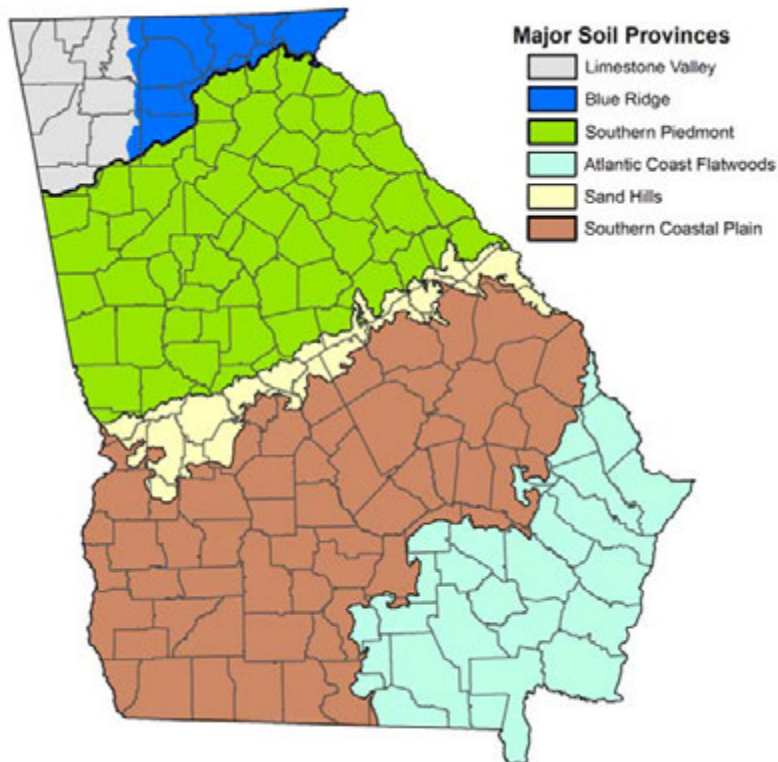 Major Soil Provinces
Limestone Valley
Blue Ridge
Southern Piedmont
Atlantic Coast Flatwoods
Sand Hills
Southern Coastal Plain